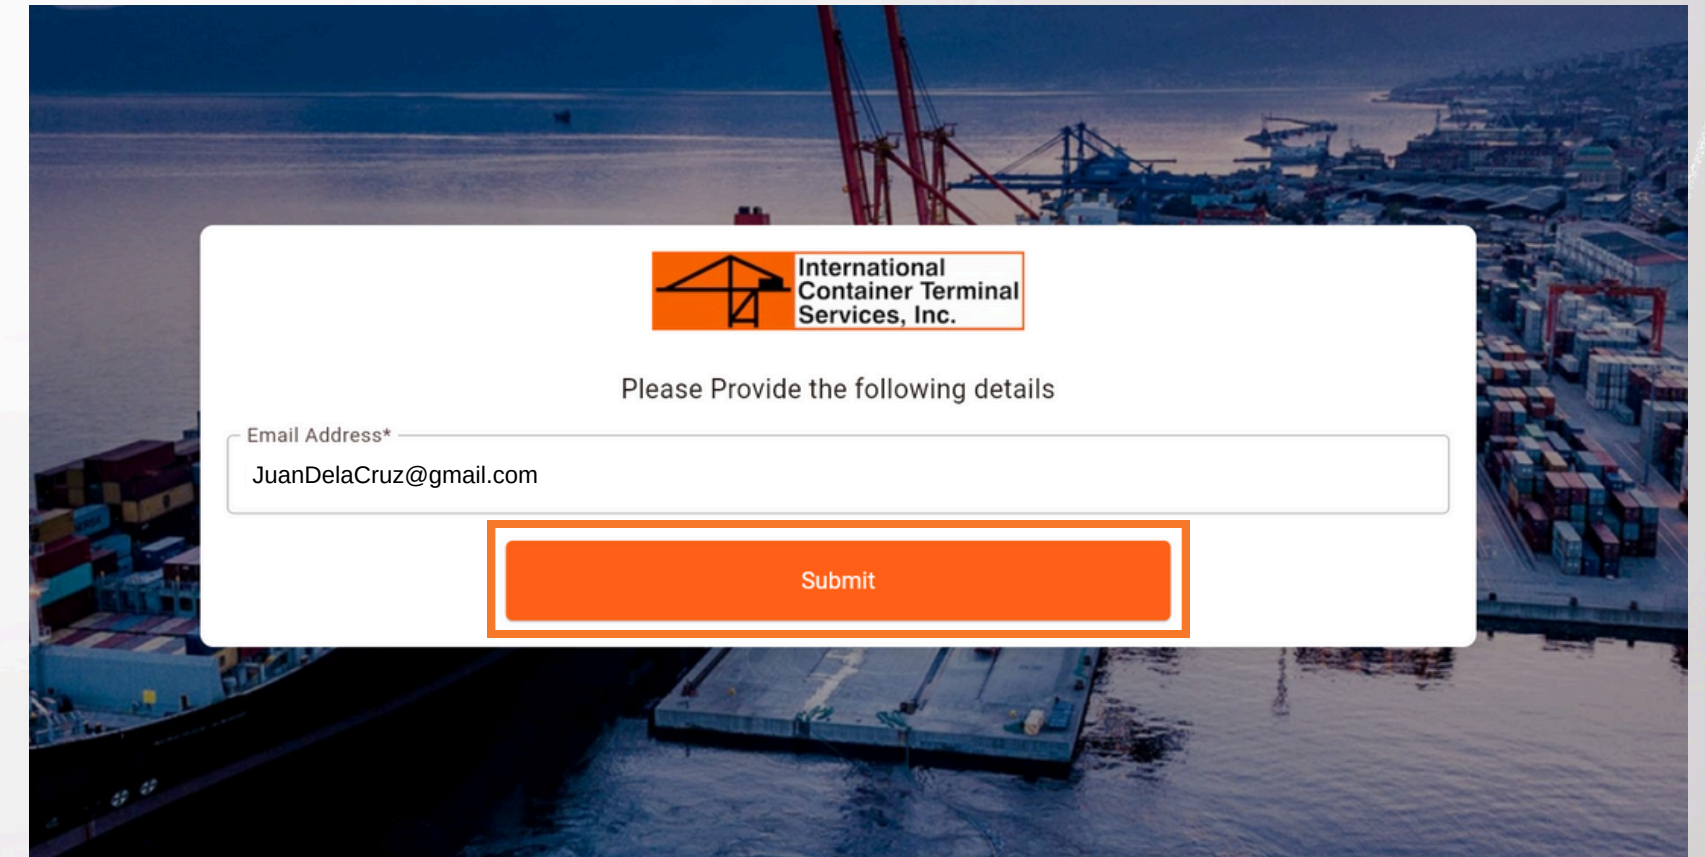 International
Container Terminal
Services, Inc.
Please Provide the following details
Email Address*
JuanDelaCruz@gmail.com
Submit